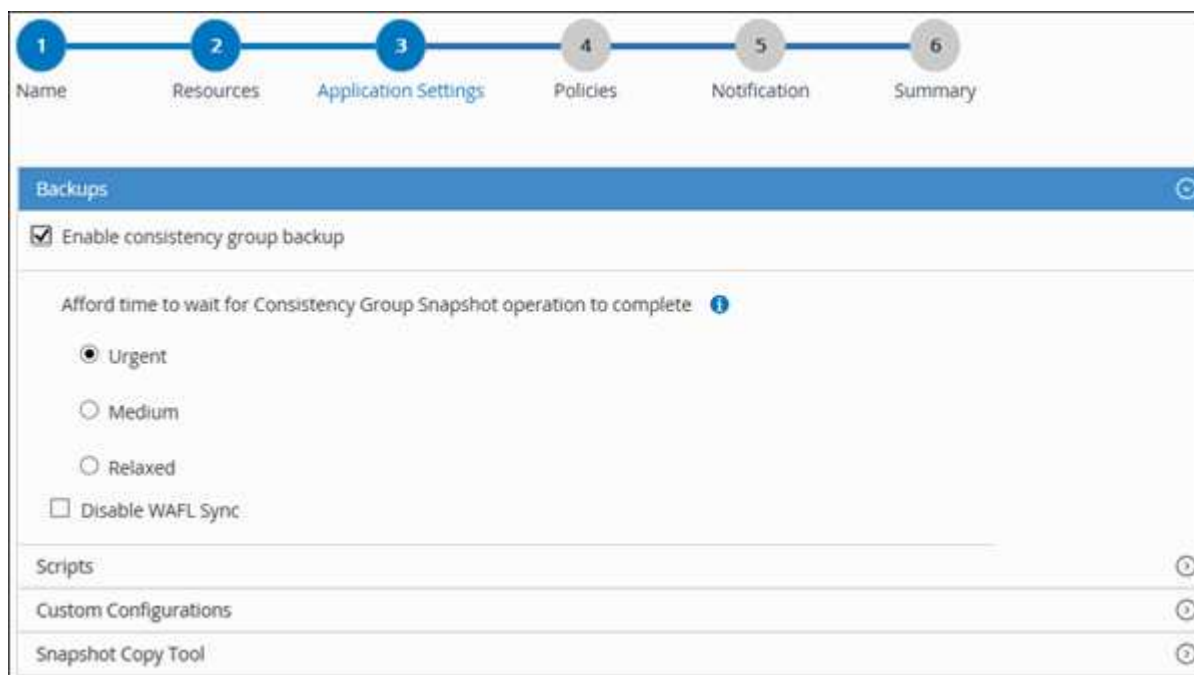 1 2 3 4 5 6
Name Resources Application Settings Policies Notification Summary
Backups
Enable consistency group backup
Afford time to wait for Consistency Group Snapshot operation to complete
Urgent
Medium
Relaxed
Disable WAFL Sync
Scripts
Custom Configurations
Snapshot Copy Tool